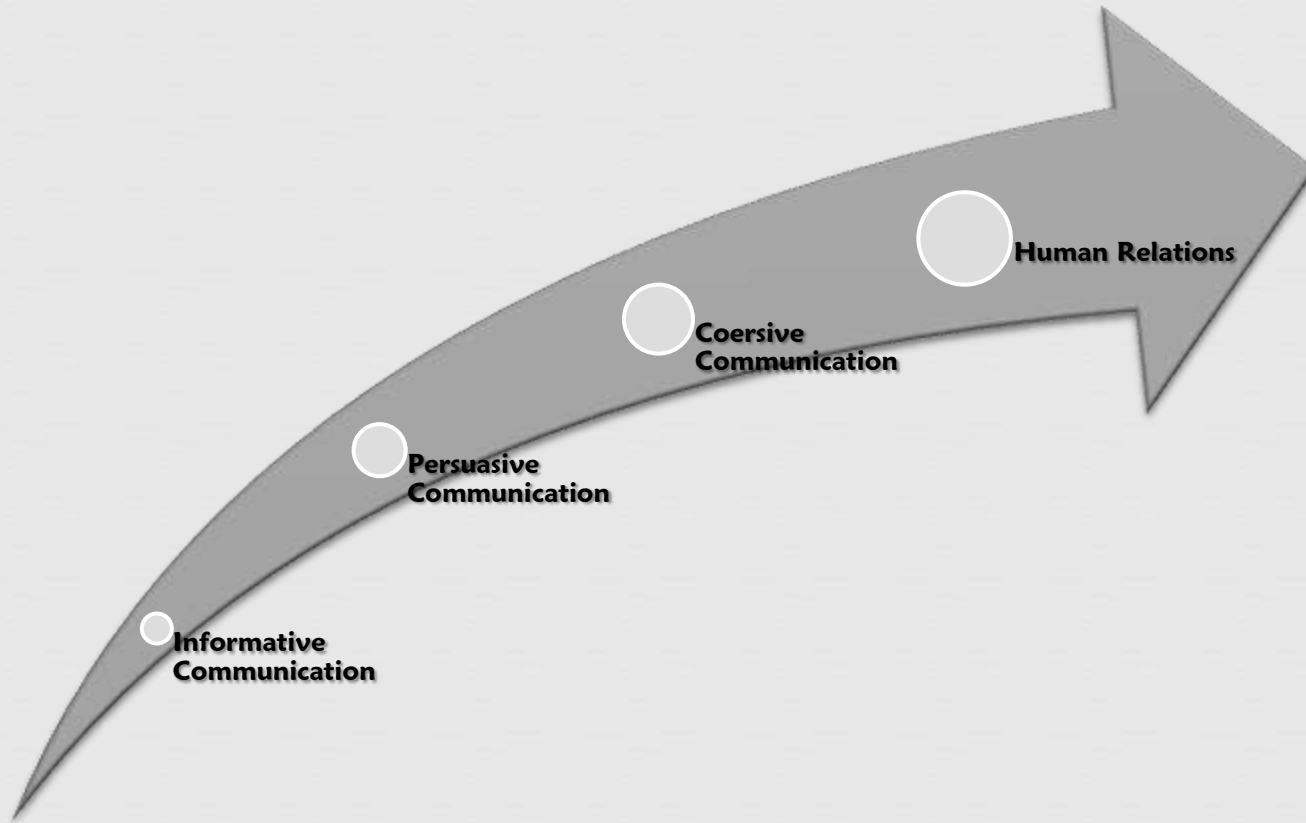 Human Relations
Coersive
Communication
Persuasive
Communication
Informative
Communication